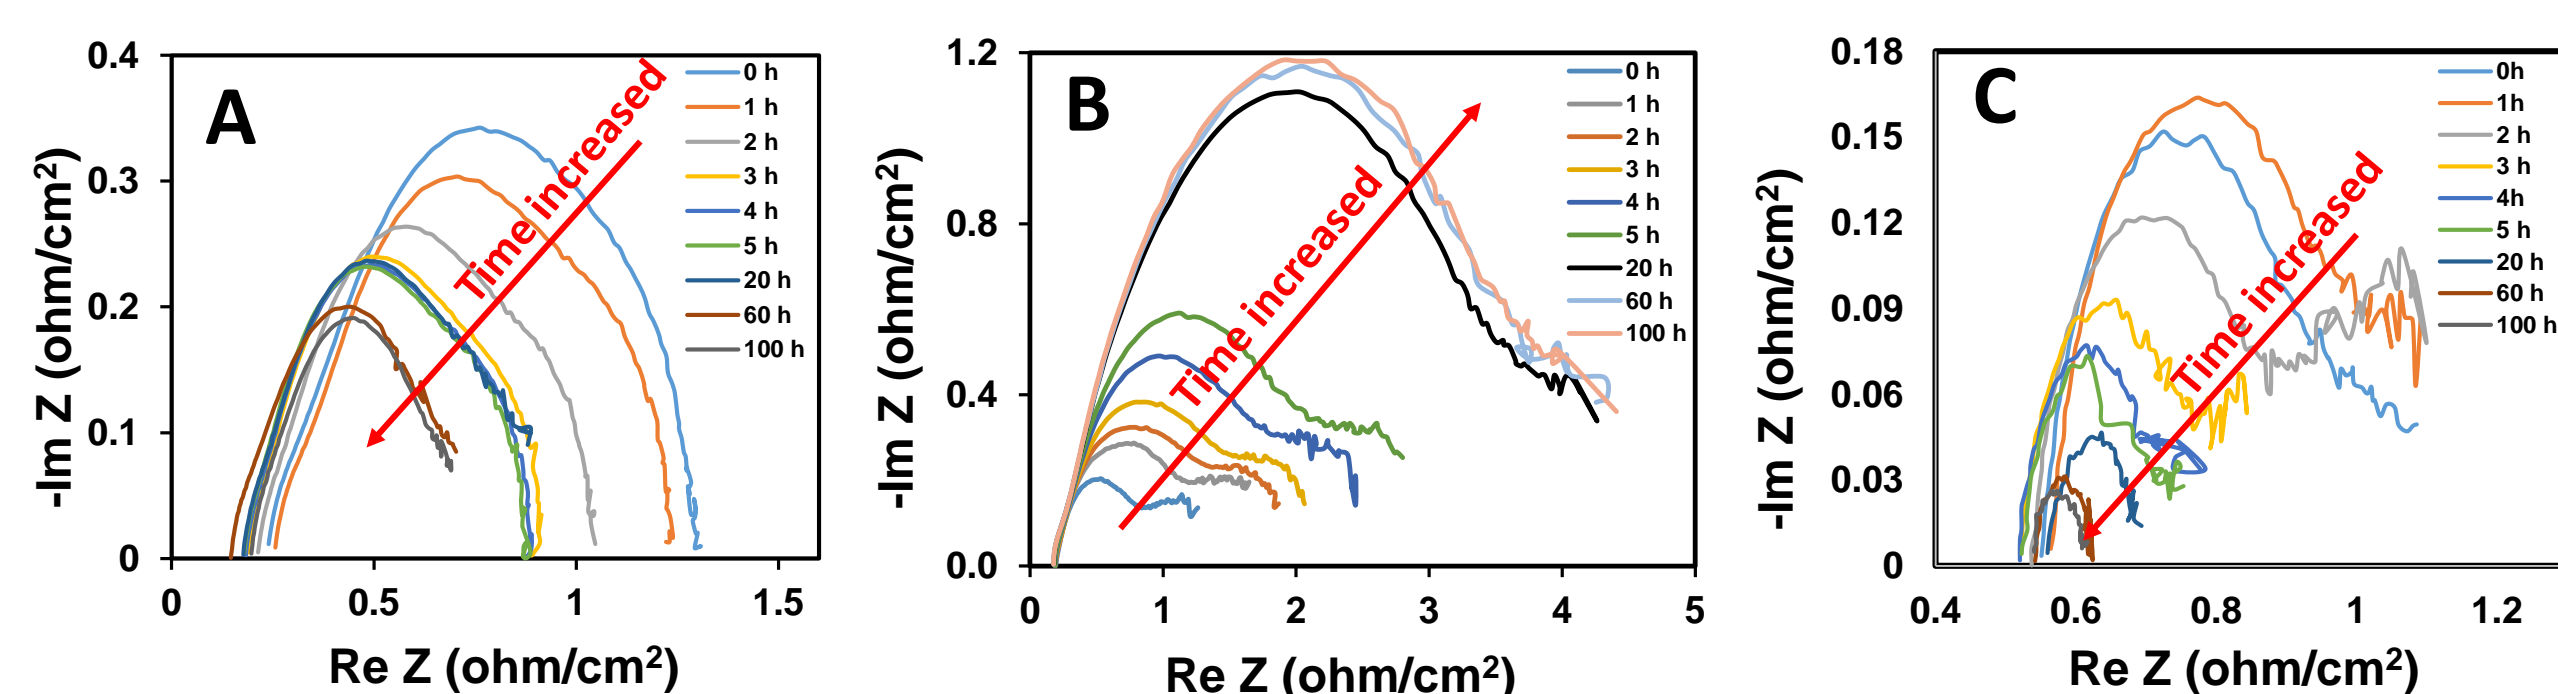 A
0.4
0.3
0.2
0.1
0
0
0.5
1
1.5
-Im Z (ohm/cm2)
Re Z (ohm/cm2)
Time increased
0 h
1 h
2 h
3 h
4 h
5 h
20 h
60 h
100 h
B
1.2
0.8
0.4
0.0
0
1
2
3
4
5
-Im Z (ohm/cm2)
Re Z (ohm/cm2)
Time increased
0 h
1 h
2 h
3 h
4 h
5 h
20 h
60 h
100 h
C
0.18
0.15
0.12
0.09
0.06
0.03
0
0.4
0.6
0.8
1
1.2
-Im Z (ohm/cm2)
Re Z (ohm/cm2)
Time increased
0h
1h
2 h
3 h
4h
5 h
20 h
60 h
100 h